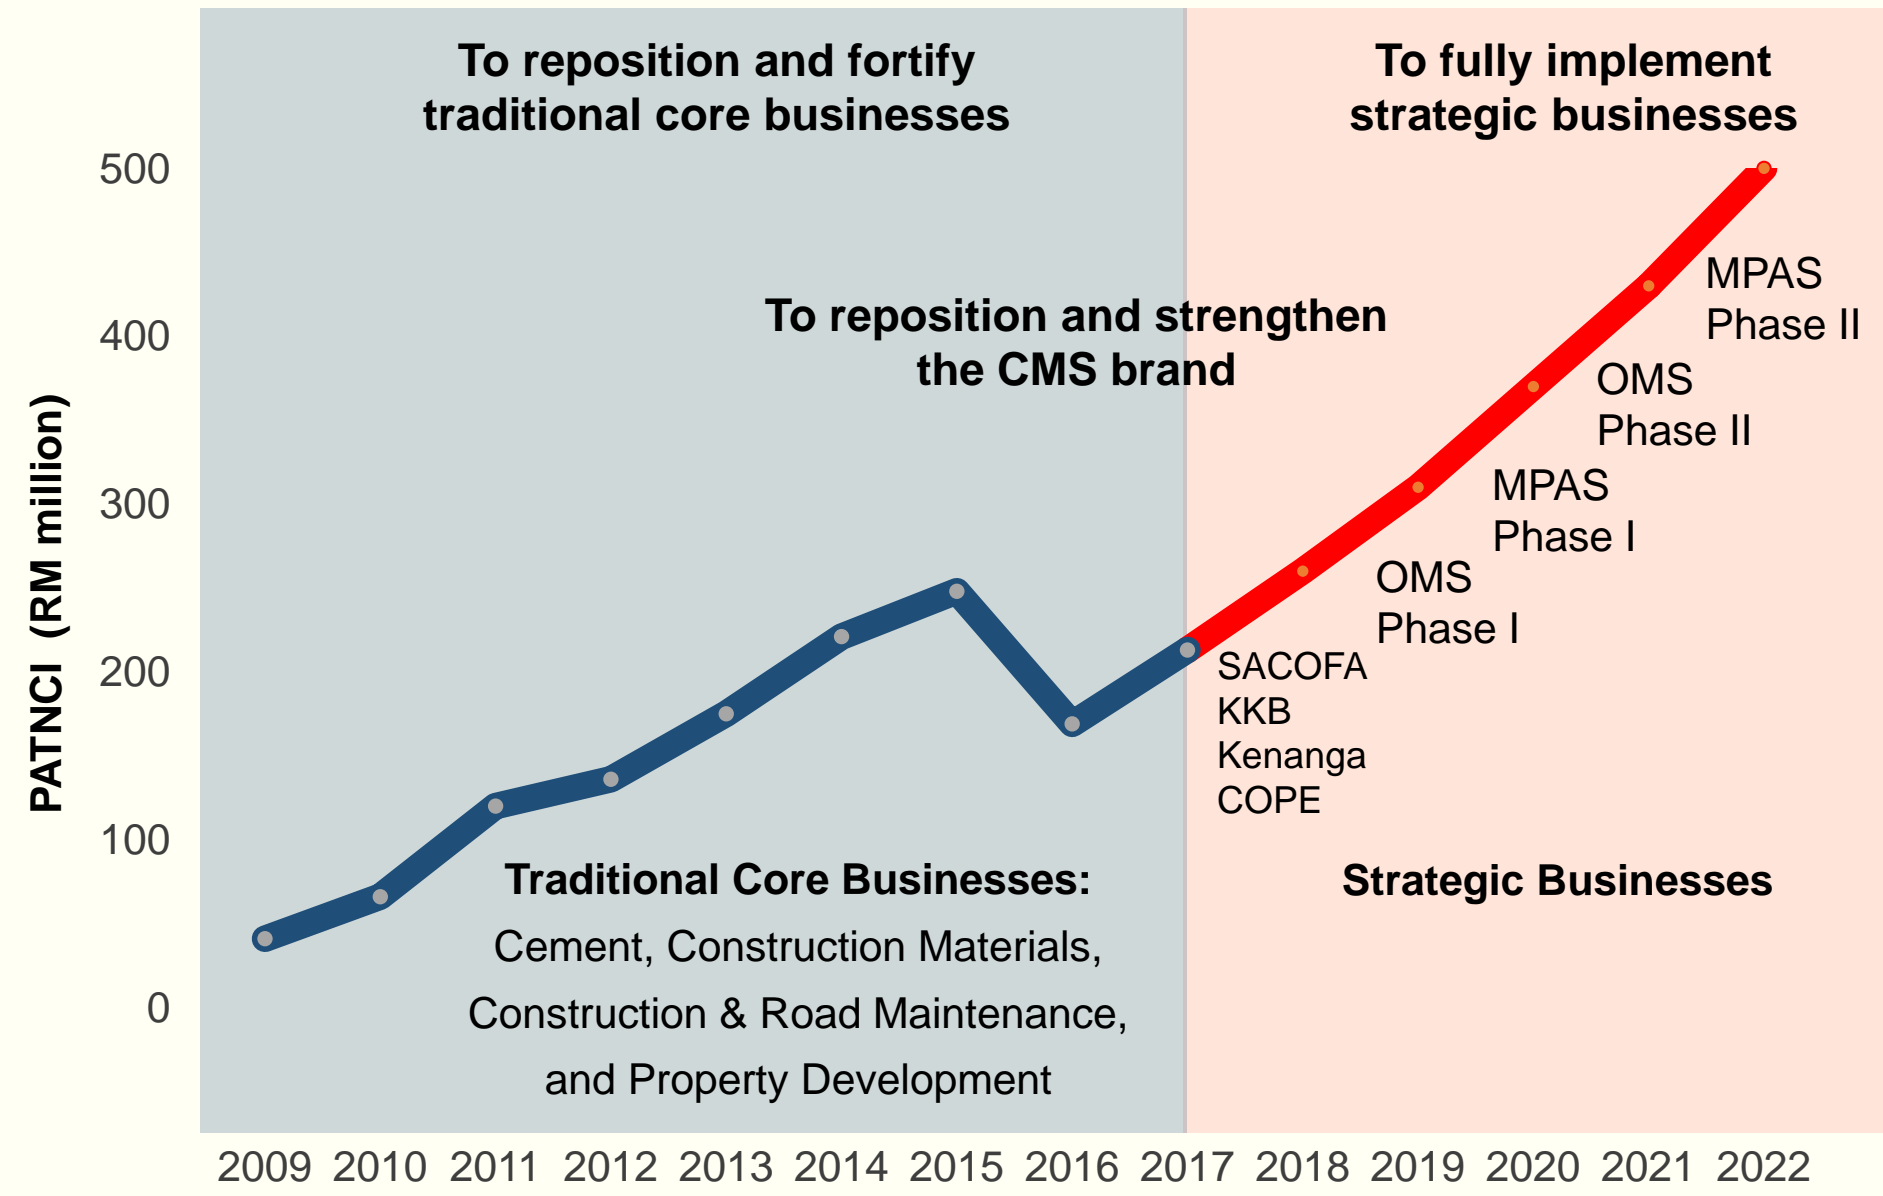 To reposition and fortify
traditional core businesses
To fully implement
strategic businesses
To reposition and strengthen
the CMS brand
PATNCI (RM million)
500
400
300
200
100
0
MPAS
Phase II
OMS
Phase II
MPAS
Phase I
OMS
Phase I
SACOFA
KKB
Kenanga
COPE
Traditional Core Businesses:
Cement, Construction Materials,
Construction & Road Maintenance,
and Property Development
Strategic Businesses
2009 2010 2011 2012 2013 2014 2015 2016 2017 2018 2019 2020 2021 2022